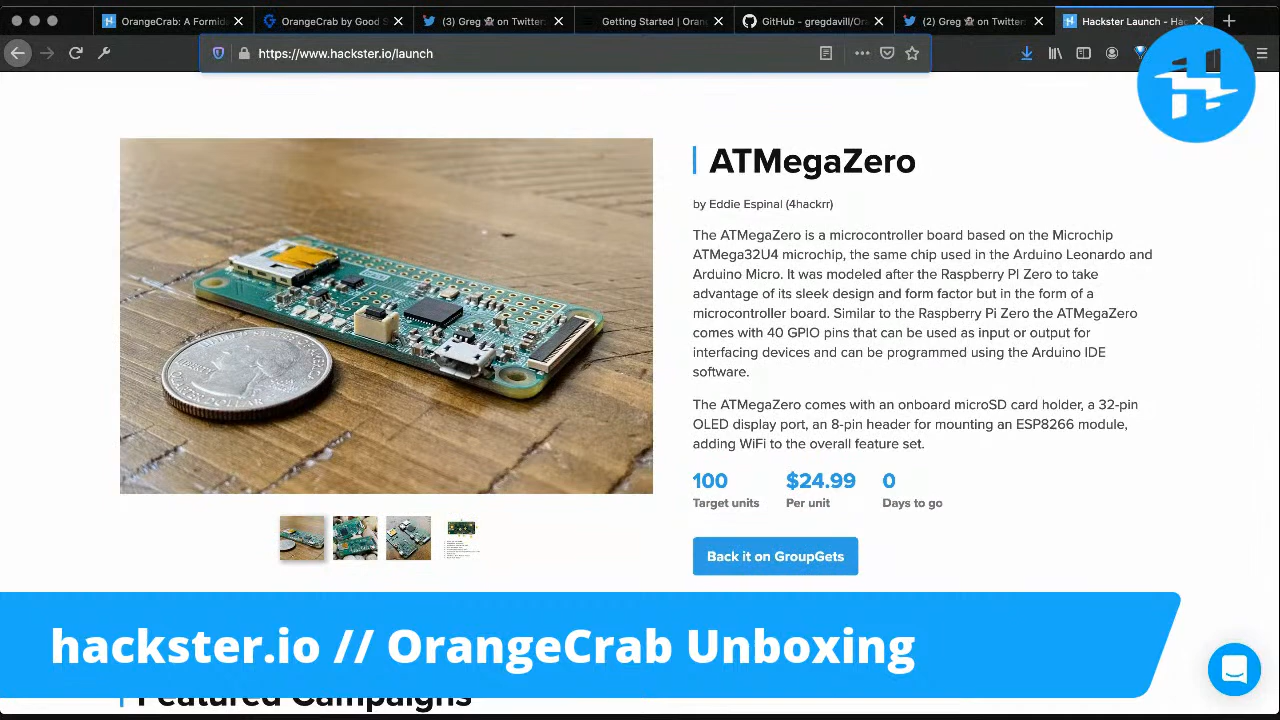 OrangeCrab: A Formid
OrangeCrab by Good S
(3) Greg on Twitter:
Getting Started | Oran
GitHub - gregdavill/Or
(2) Greg on Twitter:
Hackster Launch - Hac
https://www.hackster.io/launch
ATMegaZero
by Eddie Espinal (4hackrr)
The ATMegaZero is a microcontroller board based on the Microchip
ATMega32U4 microchip, the same chip used in the Arduino Leonardo and
Arduino Micro. It was modeled after the Raspberry PI Zero to take
advantage of its sleek design and form factor but in the form of a
microcontroller board. Similar to the Raspberry Pi Zero the ATMegaZero
comes with 40 GPIO pins that can be used as input or output for
interfacing devices and can be programmed using the Arduino IDE
software.
The ATMegaZero comes with an onboard microSD card holder, a 32-pin
OLED display port, an 8-pin header for mounting an ESP8266 module,
adding WiFi to the overall feature set.
100 $24.99 0
Target units Per unit Days to go
Back it on GroupGets
hackster.io // OrangeCrab Unboxing
Featured Campaigns